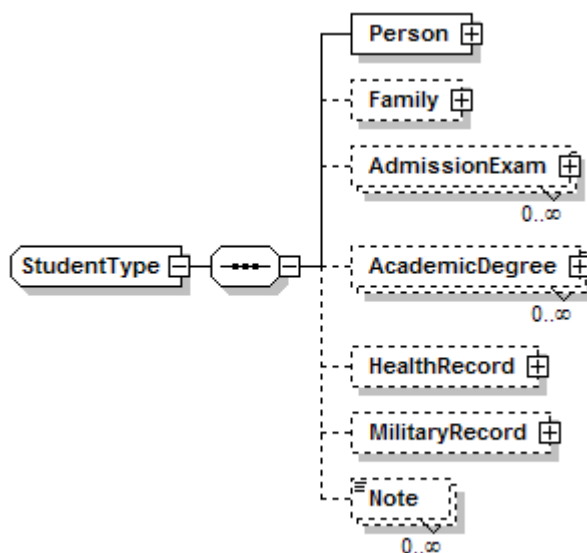 Person
Family
AdmissionExam
0..∞
StudentType
AcademicDegree
0..∞
HealthRecord
MilitaryRecord
Note
0..∞